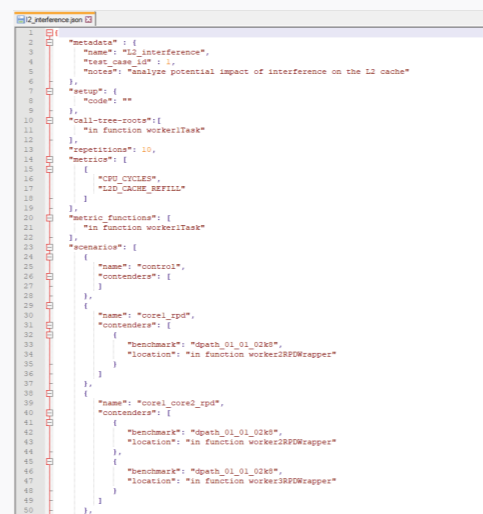 l2_interference.json
1 {
2 "metadata" : {
3 "name": "L2_interference",
4 "test_case_id" : 1,
5 "notes": "analyze potential impact of interference on the L2 cache"
6 },
7 "setup": {
8 "code": ""
9 },
10 "call-tree-roots":[
11 "in function worker1Task"
12 ],
13 "repetitions": 10,
14 "metrics": [
15 [
16 "CPU_CYCLES",
17 "L2D_CACHE_REFILL"
18 ]
19 ],
20 "metric_functions": [
21 "in function worker1Task"
22 ],
23 "scenarios": [
24 {
25 "name": "control",
26 "contenders": [
27 ]
28 },
29 {
30 "name": "core1_rpd",
31 "contenders": [
32 {
33 "benchmark": "dpath_01_01_02k8",
34 "location": "in function worker2RPDWrapper"
35 }
36 ]
37 },
38 {
39 "name": "core1_core2_rpd",
40 "contenders": [
41 {
42 "benchmark": "dpath_01_01_02k8",
43 "location": "in function worker2RPDWrapper"
44 },
45 {
46 "benchmark": "dpath_01_01_02k8",
47 "location": "in function worker3RPDWrapper"
48 }
49 ]
50 },